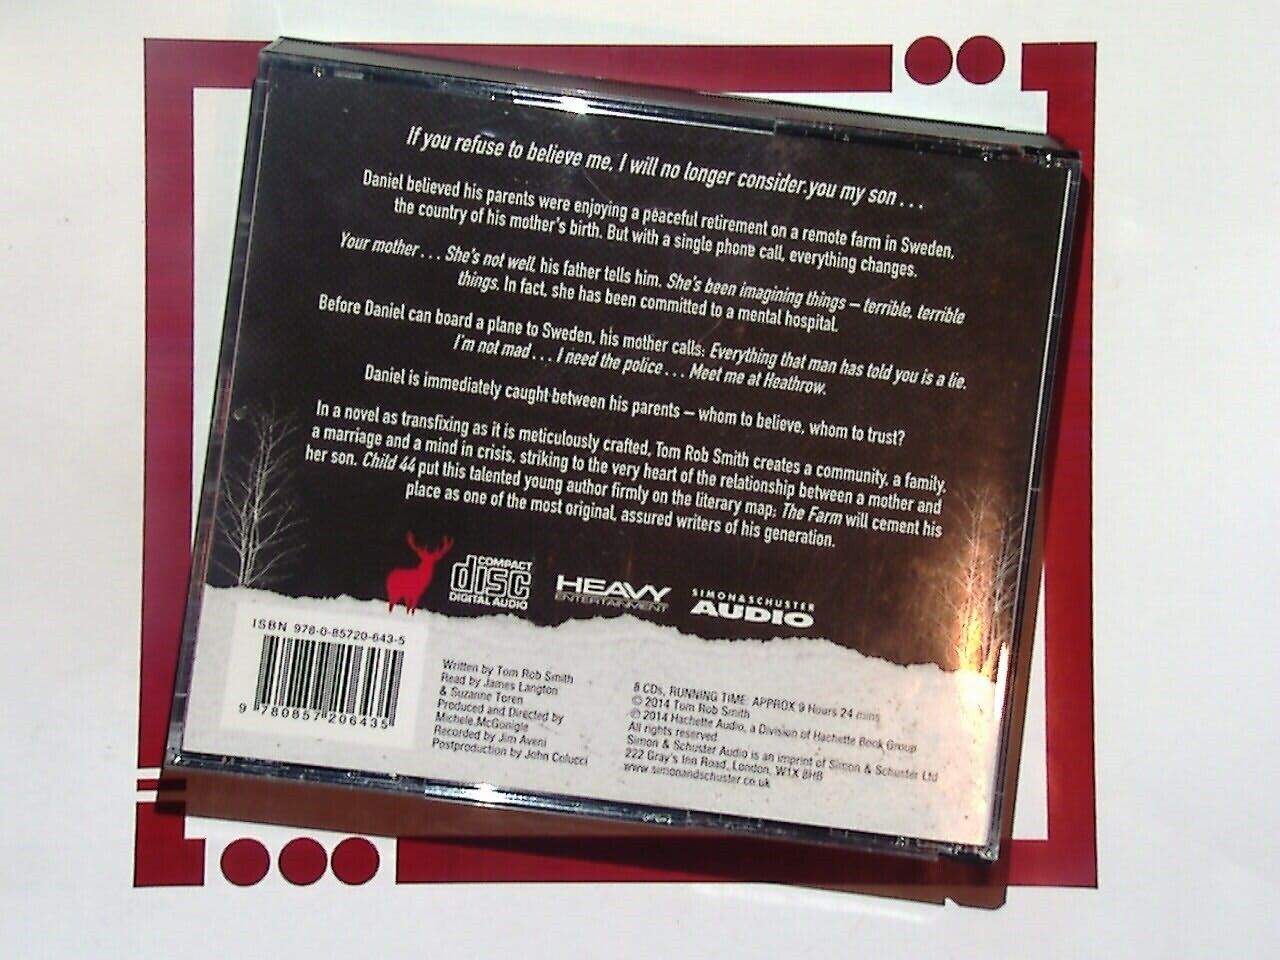 If you refuse to believe me, I will no longer consider you my son . . .
Daniel believed his parents were enjoying a peaceful retirement on a remote farm in Sweden,
the country of his mother's birth. But with a single phone call, everything changes.
Your mother . . . She's not well, his father tells him. She's been imagining things – terrible, terrible
things. In fact, she has been committed to a mental hospital.
Before Daniel can board a plane to Sweden, his mother calls: Everything that man has told you is a lie.
I'm not mad . . . I need the police . . . Meet me at Heathrow.
Daniel is immediately caught between his parents – whom to believe, whom to trust?
In a novel as transfixing as it is meticulously crafted, Tom Rob Smith creates a community, a family,
a marriage and a mind in crisis, striking to the very heart of the relationship between a mother and
her son. Child 44 put this talented young author firmly on the literary map; The Farm will cement his
place as one of the most original, assured writers of his generation.
COMPACT
disc
DIGITAL AUDIO
HEAVY
ENTERTAINMENT
SIMON & SCHUSTER
AUDIO
ISBN 978-0-85720-643-5
9 780857 206435
Written by Tom Rob Smith
Read by James Langton
& Suzanne Toren
Produced and Directed by
Michele McGonigle
Recorded by Jim Aveni
Postproduction by John Colucci
8 CDs, RUNNING TIME: APPROX 9 Hours 24 mins
© 2014 Tom Rob Smith
℗ 2014 Hachette Audio, a Division of Hachette Book Group
All rights reserved
Simon & Schuster Audio is an imprint of Simon & Schuster Ltd
222 Gray's Inn Road, London, W1X 8HB
www.simonandschuster.co.uk